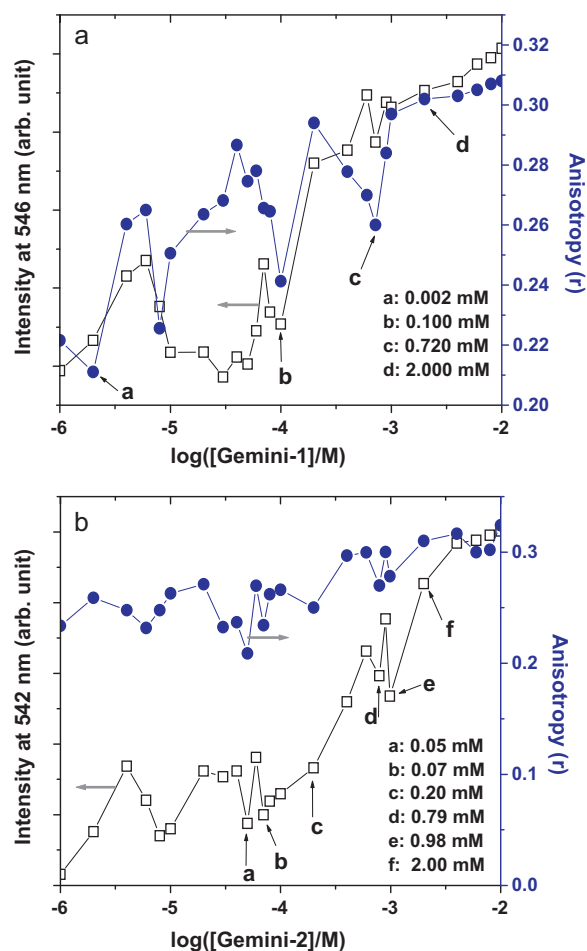 a
Intensity at 546 nm (arb. unit)
0.32
0.30
0.28
0.26
0.24
0.22
0.20
Anisotropy (r)
a
b
c
d
a: 0.002 mM
b: 0.100 mM
c: 0.720 mM
d: 2.000 mM
-6 -5 -4 -3 -2
log([Gemini-1]/M)
b
Intensity at 542 nm (arb. unit)
0.3
0.2
0.1
0.0
Anisotropy (r)
a
b
c
d
e
f
a: 0.05 mM
b: 0.07 mM
c: 0.20 mM
d: 0.79 mM
e: 0.98 mM
f: 2.00 mM
-6 -5 -4 -3 -2
log([Gemini-2]/M)